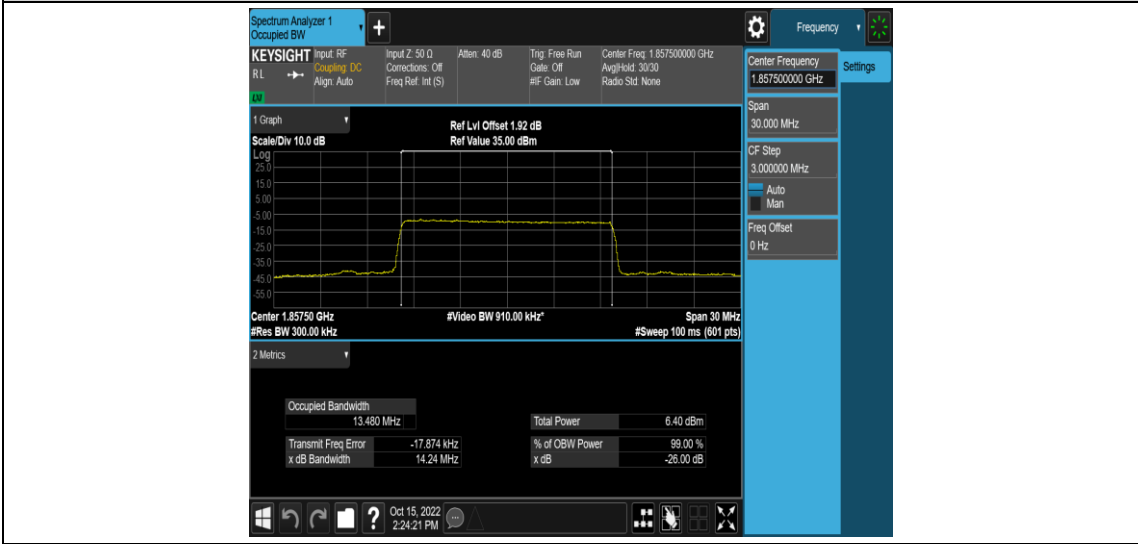 Spectrum Analyzer 1
Occupied BW
+
Frequency
KEYSIGHT
RL
LM
Input: RF
Coupling: DC
Align: Auto
Input Z: 50 Ω
Corrections: Off
Freq Ref: Int (S)
Atten: 40 dB
Trig: Free Run
Gate: Off
#IF Gain: Low
Center Freq: 1.857500000 GHz
Avg|Hold: 30/30
Radio Std: None
Center Frequency
1.857500000 GHz
Settings
Span
30.000 MHz
CF Step
3.000000 MHz
Auto
Man
Freq Offset
0 Hz
1 Graph
Scale/Div 10.0 dB
Ref Lvl Offset 1.92 dB
Ref Value 35.00 dBm
Log
25.0
15.0
5.00
-5.00
-15.0
-25.0
-35.0
-45.0
-55.0
Center 1.85750 GHz
#Res BW 300.00 kHz
#Video BW 910.00 kHz*
Span 30 MHz
#Sweep 100 ms (601 pts)
2 Metrics
Occupied Bandwidth
13.480 MHz
Total Power 6.40 dBm
Transmit Freq Error -17.874 kHz
% of OBW Power 99.00 %
x dB Bandwidth 14.24 MHz
x dB -26.00 dB
?
Oct 15, 2022
2:24:21 PM